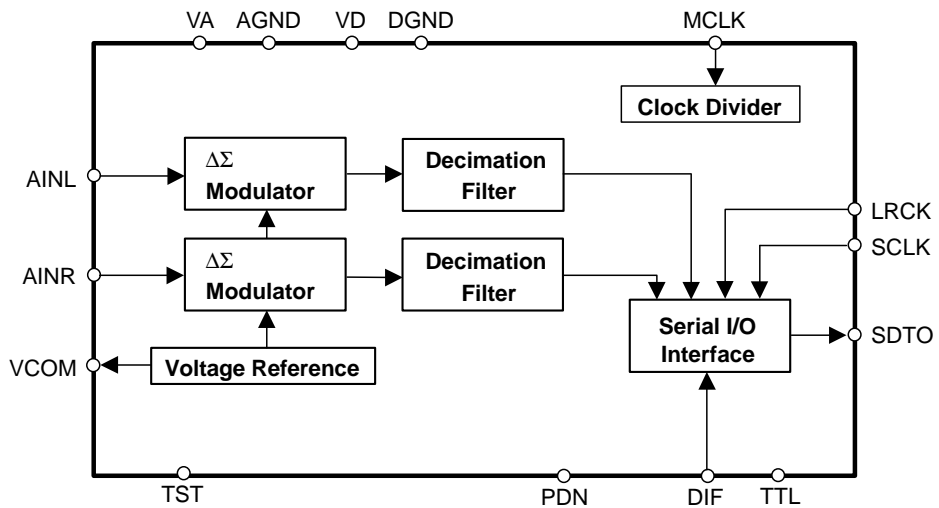 VA AGND VD DGND MCLK
Clock Divider
AINL
ΔΣ
Modulator
Decimation
Filter
LRCK
SCLK
AINR
ΔΣ
Modulator
Decimation
Filter
Serial I/O
Interface
SDTO
VCOM
Voltage Reference
TST PDN DIF TTL